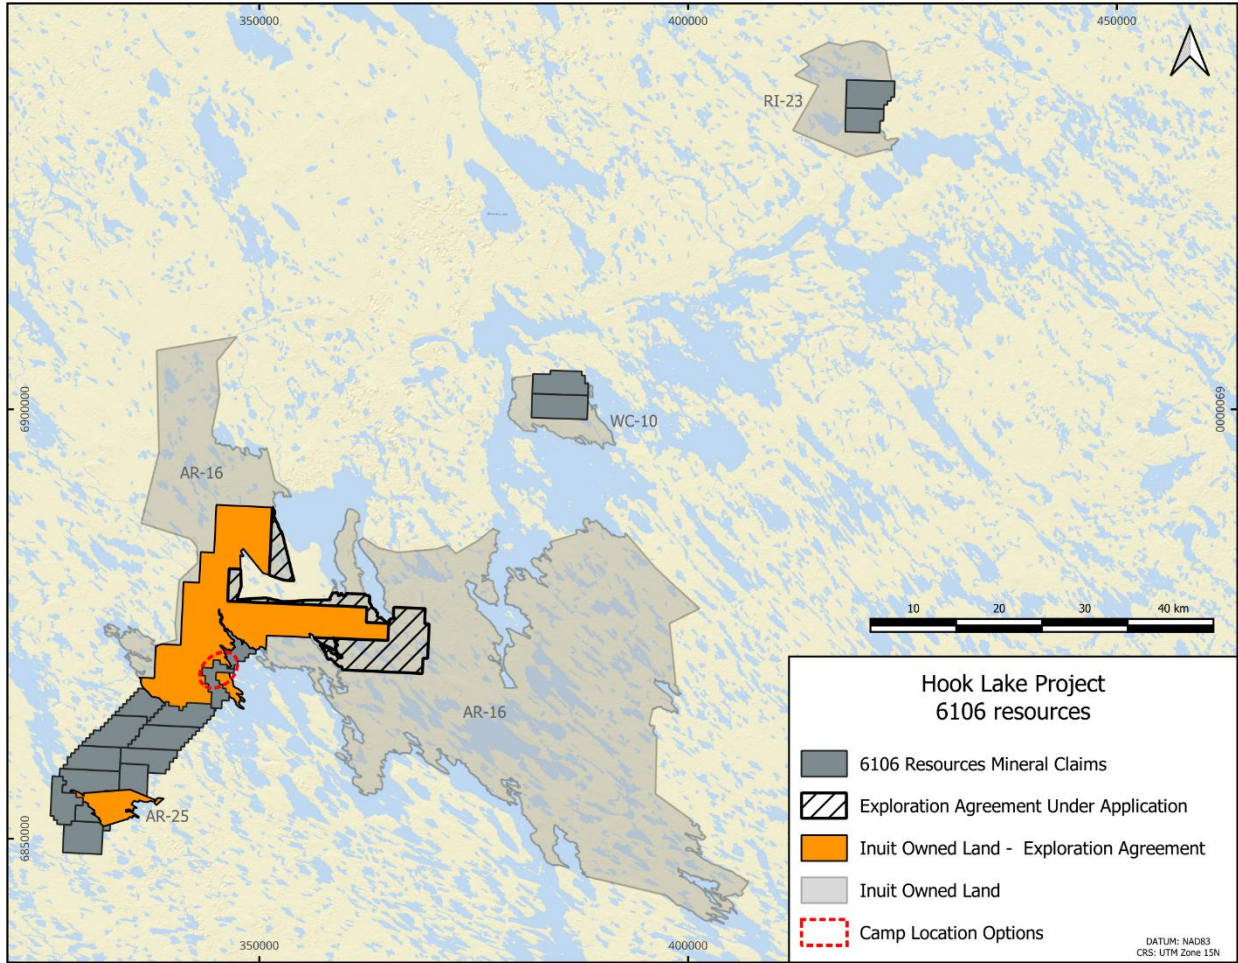 350000
400000
450000
RI-23
6900000
6900000
WC-10
AR-16
10
20
30
40 km
AR-16
Hook Lake Project
6106 resources
6106 Resources Mineral Claims
Exploration Agreement Under Application
Inuit Owned Land - Exploration Agreement
Inuit Owned Land
Camp Location Options
AR-25
6850000
350000
400000
DATUM: NAD83
CRS: UTM Zone 15N